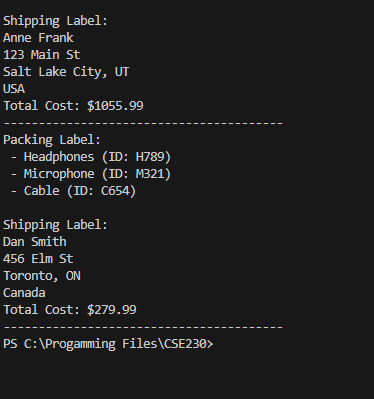 Shipping Label:
Anne Frank
123 Main St
Salt Lake City, UT
USA
Total Cost: $1055.99
----------------------------------------
Packing Label:
 - Headphones (ID: H789)
 - Microphone (ID: M321)
 - Cable (ID: C654)

Shipping Label:
Dan Smith
456 Elm St
Toronto, ON
Canada
Total Cost: $279.99
----------------------------------------
PS C:\Progamming Files\CSE230>